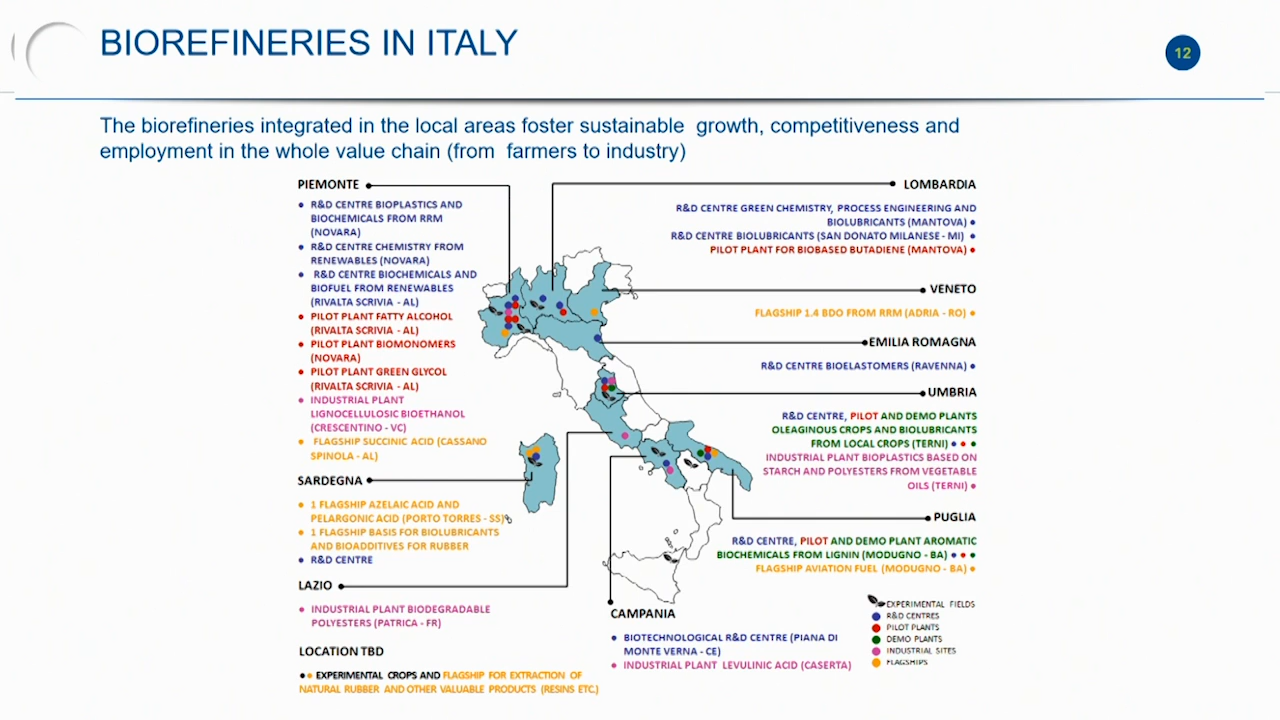 BIOREFINERIES IN ITALY
12
The biorefineries integrated in the local areas foster sustainable growth, competitiveness and
employment in the whole value chain (from farmers to industry)
PIEMONTE
R&D CENTRE BIOPLASTICS AND
BIOCHEMICALS FROM RRM
(NOVARA)
R&D CENTRE CHEMISTRY FROM
RENEWABLES (NOVARA)
R&D CENTRE BIOCHEMICALS AND
BIOFUEL FROM RENEWABLES
(RIVALTA SCRIVIA - AL)
PILOT PLANT FATTY ALCOHOL
(RIVALTA SCRIVIA - AL)
PILOT PLANT BIOMONOMERS
(NOVARA)
PILOT PLANT GREEN GLYCOL
(RIVALTA SCRIVIA - AL)
INDUSTRIAL PLANT
LIGNOCELLULOSIC BIOETHANOL
(CRESCENTINO - VC)
FLAGSHIP SUCCINIC ACID (CASSANO
SPINOLA - AL)
SARDEGNA
1 FLAGSHIP AZELAIC ACID AND
PELARGONIC ACID (PORTO TORRES - SS)
1 FLAGSHIP BASIS FOR BIOLUBRICANTS
AND BIOADDITIVES FOR RUBBER
R&D CENTRE
LAZIO
INDUSTRIAL PLANT BIODEGRADABLE
POLYESTERS (PATRICA - FR)
LOCATION TBD
EXPERIMENTAL CROPS AND FLAGSHIP FOR EXTRACTION OF
NATURAL RUBBER AND OTHER VALUABLE PRODUCTS (RESINS ETC.)
LOMBARDIA
R&D CENTRE GREEN CHEMISTRY, PROCESS ENGINEERING AND
BIOLUBRICANTS (MANTOVA)
R&D CENTRE BIOLUBRICANTS (SAN DONATO MILANESE - MI)
PILOT PLANT FOR BIOBASED BUTADIENE (MANTOVA)
VENETO
FLAGSHIP 1.4 BDO FROM RRM (ADRIA - RO)
EMILIA ROMAGNA
R&D CENTRE BIOELASTOMERS (RAVENNA)
UMBRIA
R&D CENTRE, PILOT AND DEMO PLANTS
OLEAGINOUS CROPS AND BIOLUBRICANTS
FROM LOCAL CROPS (TERNI)
INDUSTRIAL PLANT BIOPLASTICS BASED ON
STARCH AND POLYESTERS FROM VEGETABLE
OILS (TERNI)
PUGLIA
R&D CENTRE, PILOT AND DEMO PLANT AROMATIC
BIOCHEMICALS FROM LIGNIN (MODUGNO - BA)
FLAGSHIP AVIATION FUEL (MODUGNO - BA)
CAMPANIA
BIOTECHNOLOGICAL R&D CENTRE (PIANA DI
MONTE VERNA - CE)
INDUSTRIAL PLANT LEVULINIC ACID (CASERTA)
EXPERIMENTAL FIELDS
R&D CENTRES
PILOT PLANTS
DEMO PLANTS
INDUSTRIAL SITES
FLAGSHIPS